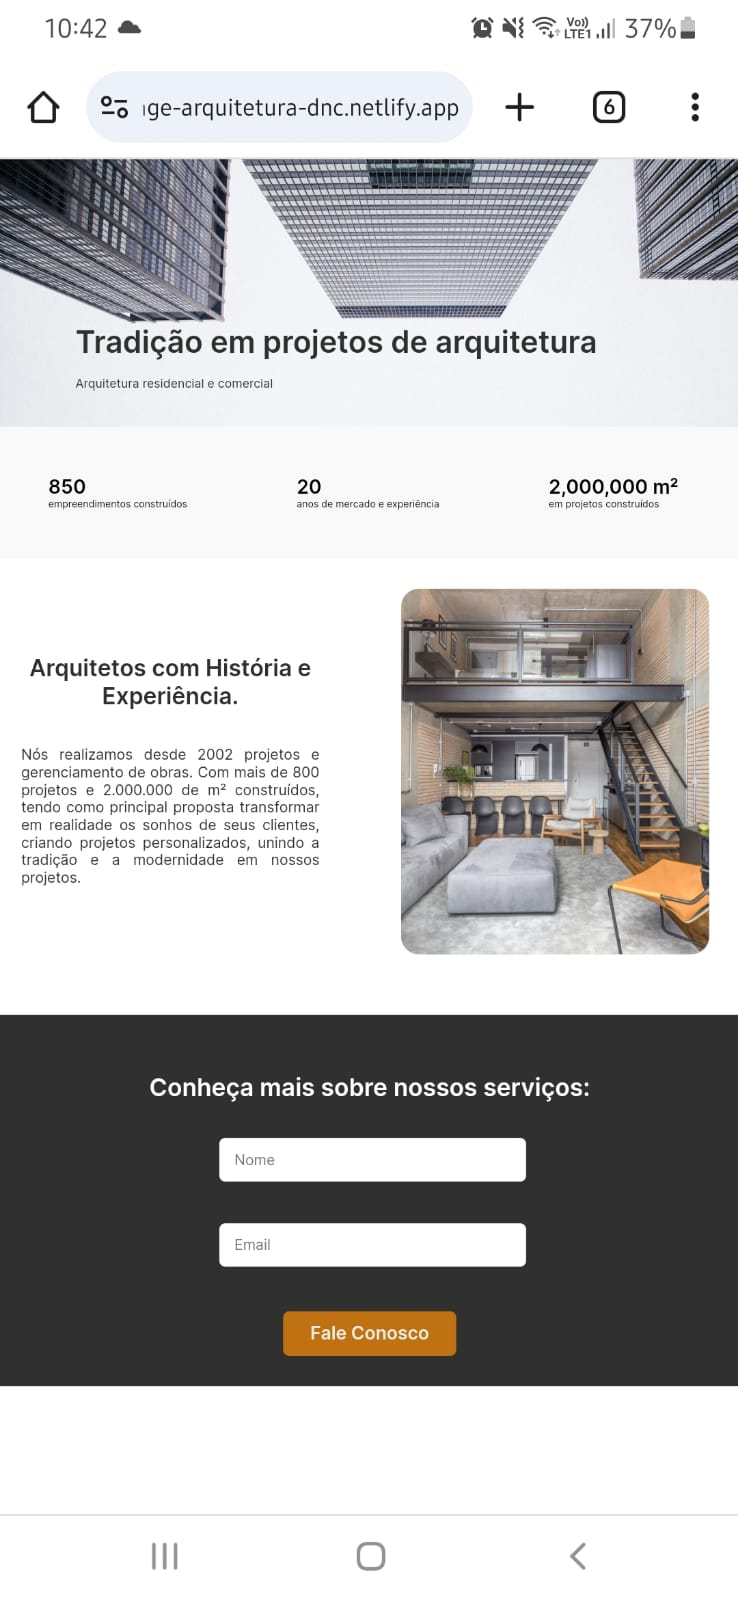 10:42
Vo)) LTE1 37%
ge-arquitetura-dnc.netlify.app 6
Tradição em projetos de arquitetura
Arquitetura residencial e comercial
850 20 2,000,000 m²
empreendimentos construídos anos de mercado e experiência em projetos construídos
Arquitetos com História e
Experiência.
Nós realizamos desde 2002 projetos e
gerenciamento de obras. Com mais de 800
projetos e 2.000.000 de m² construídos,
tendo como principal proposta transformar
em realidade os sonhos de seus clientes,
criando projetos personalizados, unindo a
tradição e a modernidade em nossos
projetos.
Conheça mais sobre nossos serviços:
Nome
Email
Fale Conosco